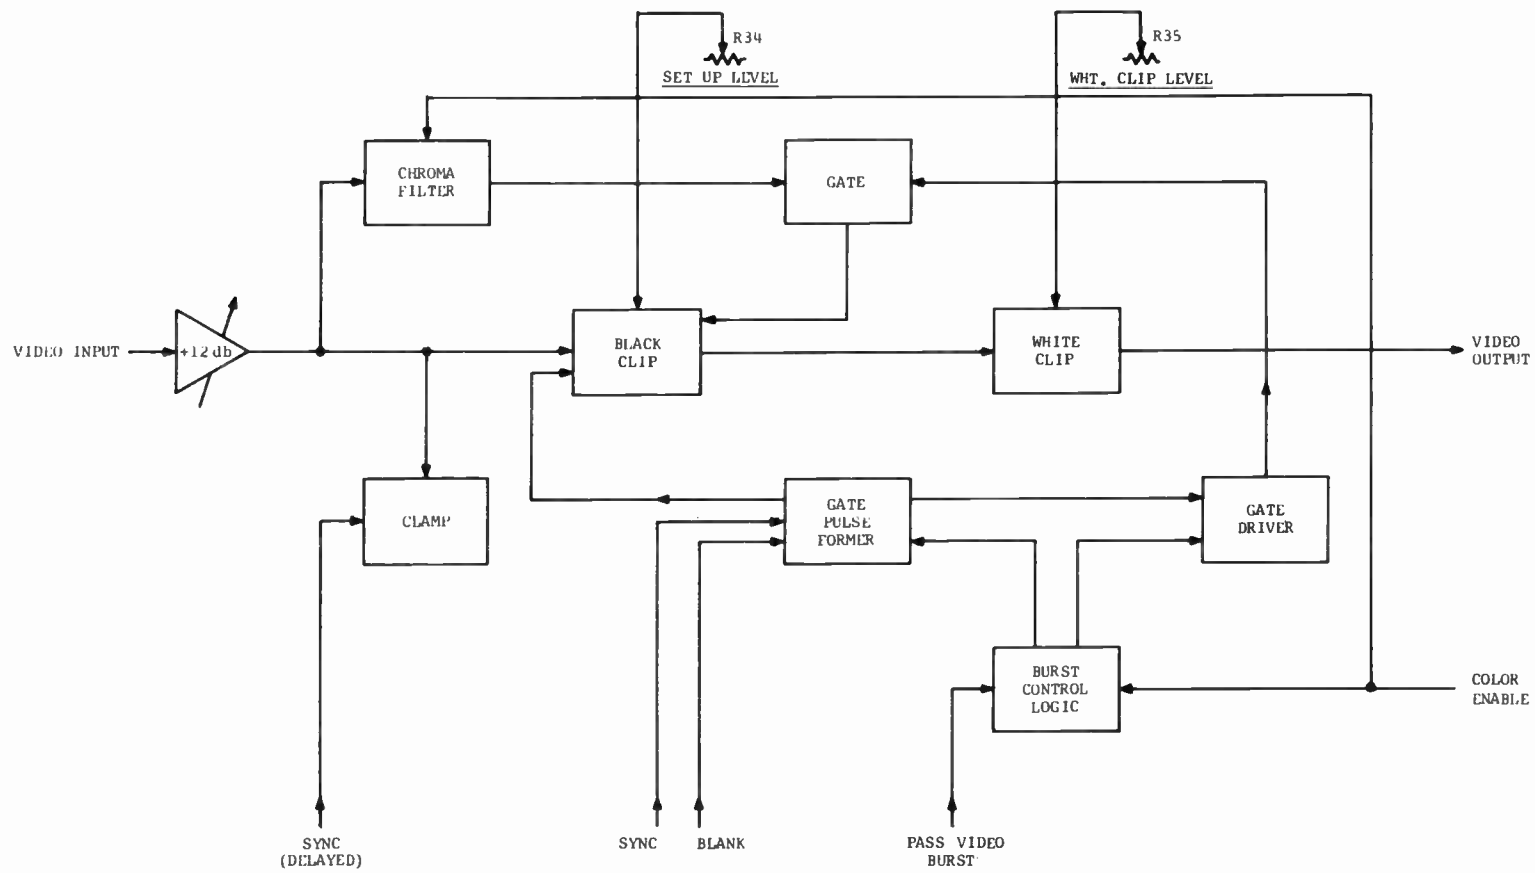 R34
SET UP LEVEL
R35
WHT. CLIP LEVEL
CHROMA
FILTER
GATE
VIDEO INPUT
+12 db
BLACK
CLIP
WHITE
CLIP
VIDEO
OUTPUT
CLAMP
GATE
PULSE
FORMER
GATE
DRIVER
BURST
CONTROL
LOGIC
COLOR
ENABLE
SYNC
(DELAYED)
SYNC
BLANK
PASS VIDEO
BURST